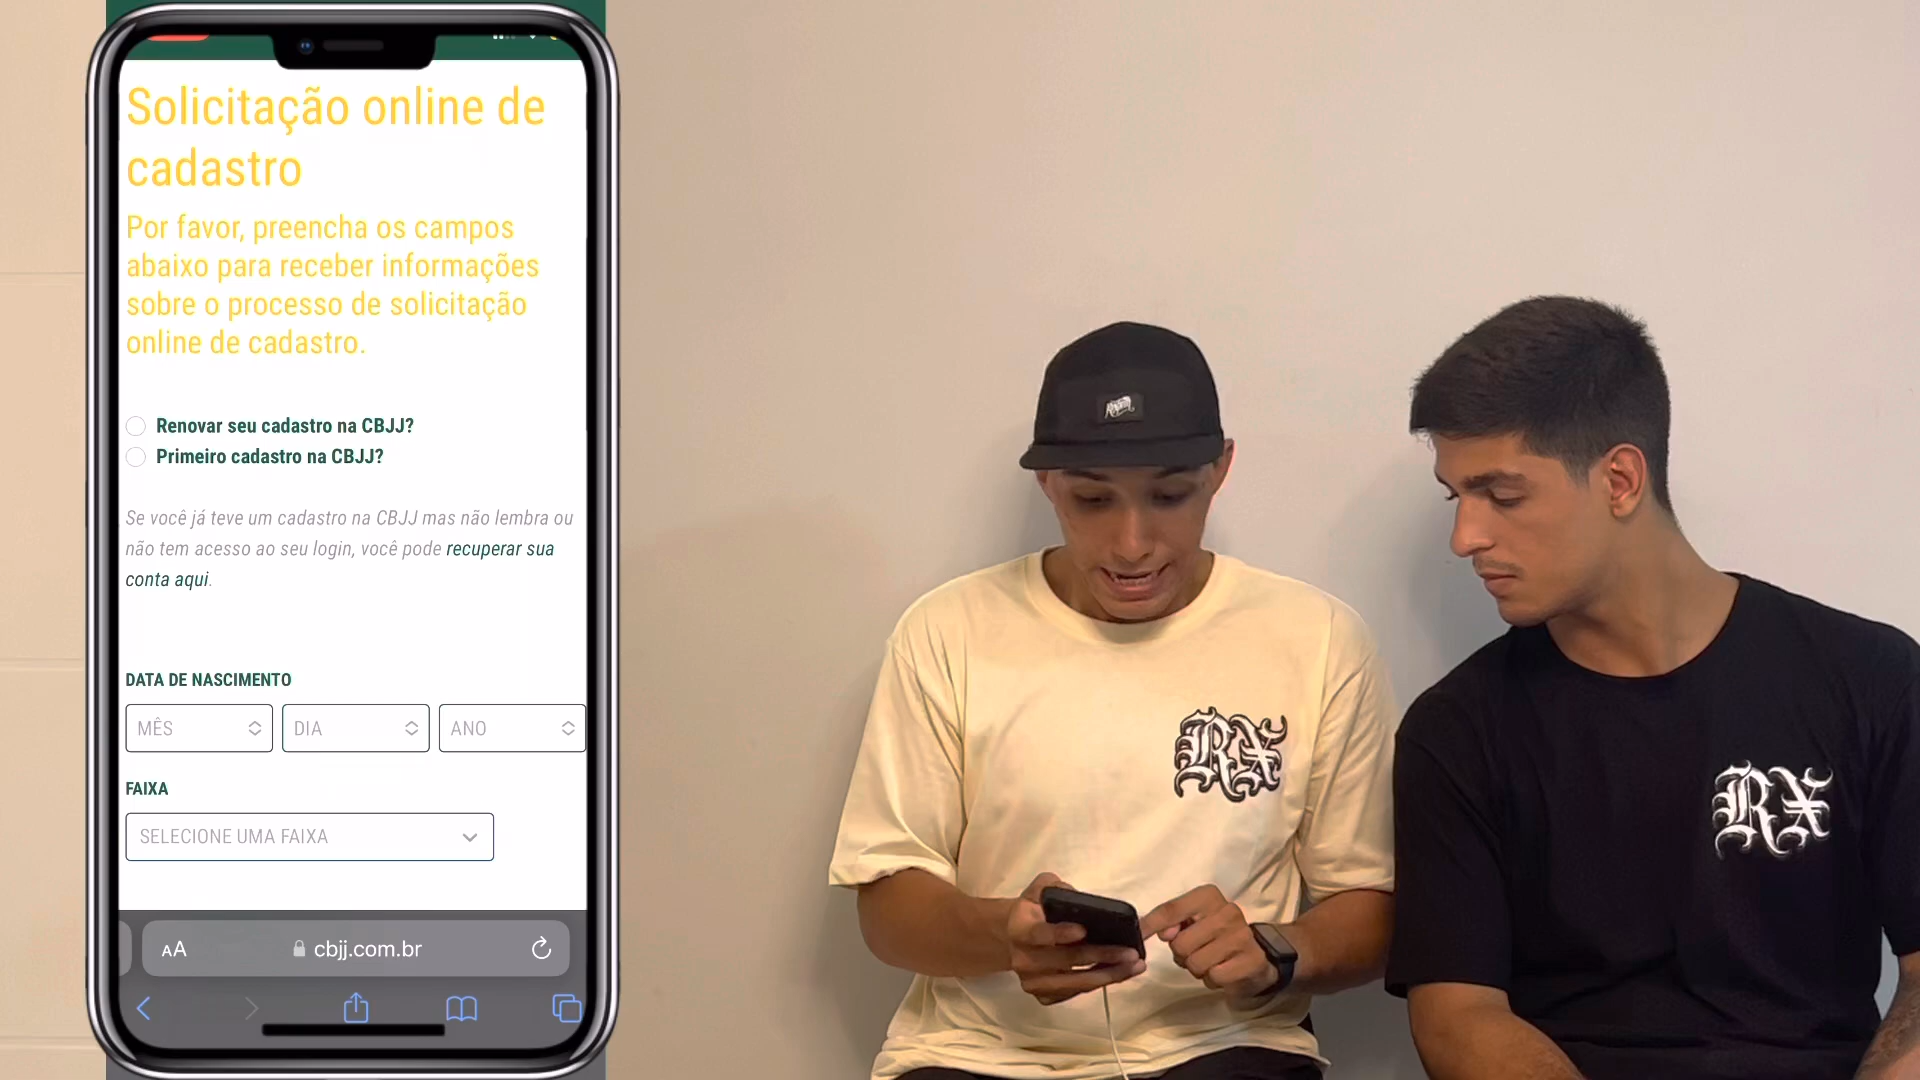 Solicitação online de
cadastro
Por favor, preencha os campos
abaixo para receber informações
sobre o processo de solicitação
online de cadastro.
Renovar seu cadastro na CBJJ?
Primeiro cadastro na CBJJ?
Se você já teve um cadastro na CBJJ mas não lembra ou
não tem acesso ao seu login, você pode recuperar sua
conta aqui.
DATA DE NASCIMENTO
MÊS DIA ANO
FAIXA
SELECIONE UMA FAIXA
AA cbjj.com.br
RX
RX